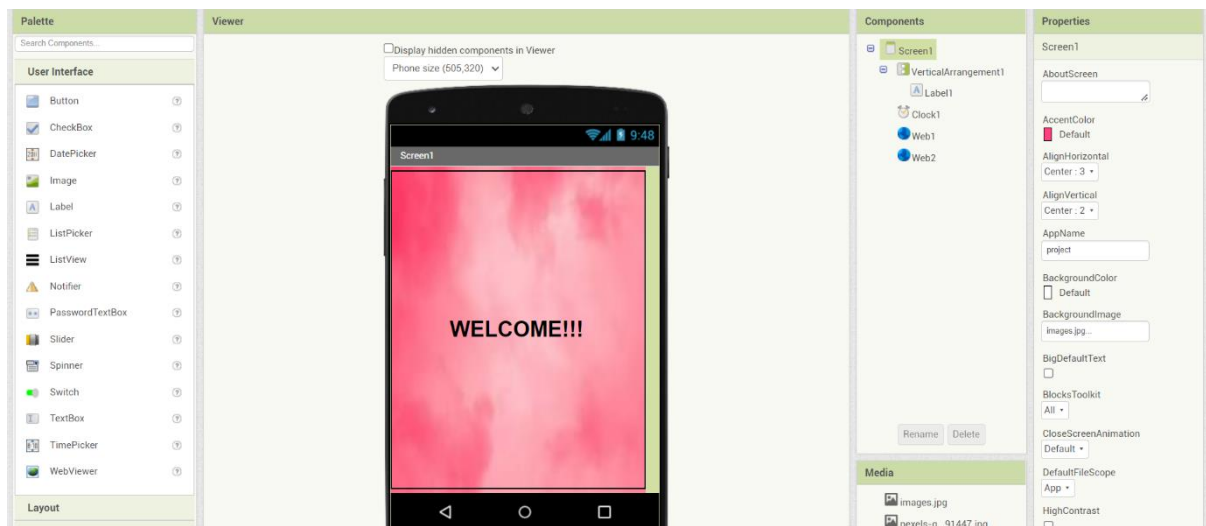 Palette
Search Components...
User Interface
Button
CheckBox
DatePicker
Image
Label
ListPicker
ListView
Notifier
PasswordTextBox
Slider
Spinner
Switch
TextBox
TimePicker
WebViewer
Layout
Viewer
Display hidden components in Viewer
Phone size (505,320)
9:48
Screen1
WELCOME!!!
Components
Screen1
VerticalArrangement1
Label1
Clock1
Web1
Web2
Rename Delete
Media
images.jpg
pexels-g...91447.jpg
Properties
Screen1
AboutScreen
AccentColor
Default
AlignHorizontal
Center : 3
AlignVertical
Center : 2
AppName
project
BackgroundColor
Default
BackgroundImage
images.jpg...
BigDefaultText
BlocksToolkit
All
CloseScreenAnimation
Default
DefaultFileScope
App
HighContrast